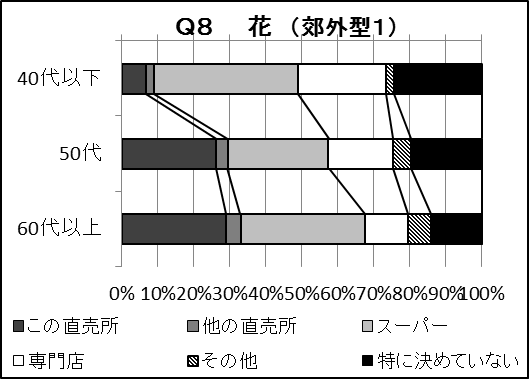 Q8 花 (郊外型1)
40代以下
50代
60代以上
0% 10% 20% 30% 40% 50% 60% 70% 80% 90% 100%
この直売所 他の直売所 スーパー
専門店 その他 特に決めていない